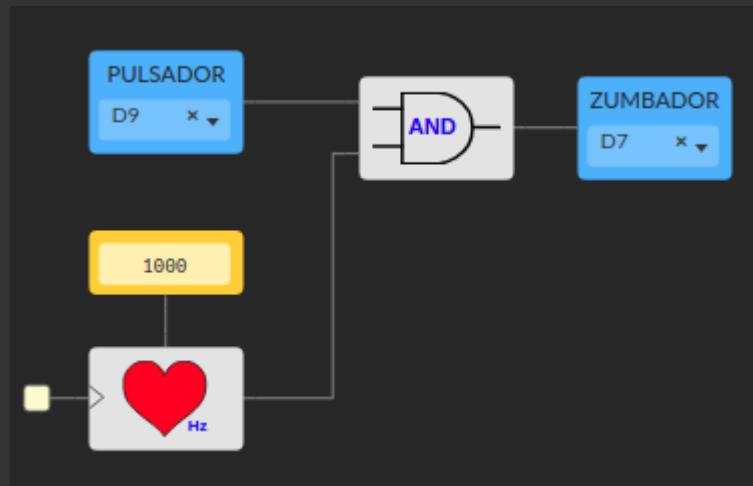 PULSADOR
D9 ×
AND
ZUMBADOR
D7 ×
1000
Hz